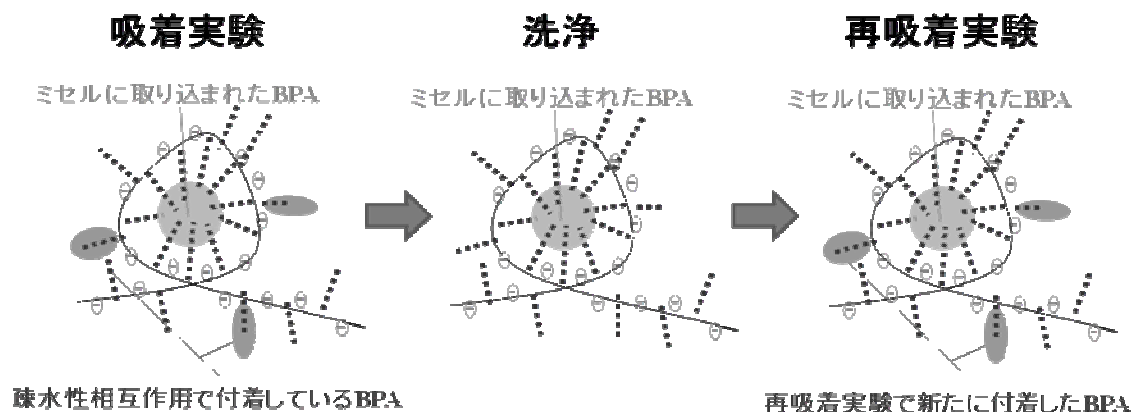 吸着実験
洗浄
再吸着実験
ミセルに取り込まれたBPA
ミセルに取り込まれたBPA
ミセルに取り込まれたBPA
疎水性相互作用で付着しているBPA
再吸着実験で新たに付着したBPA